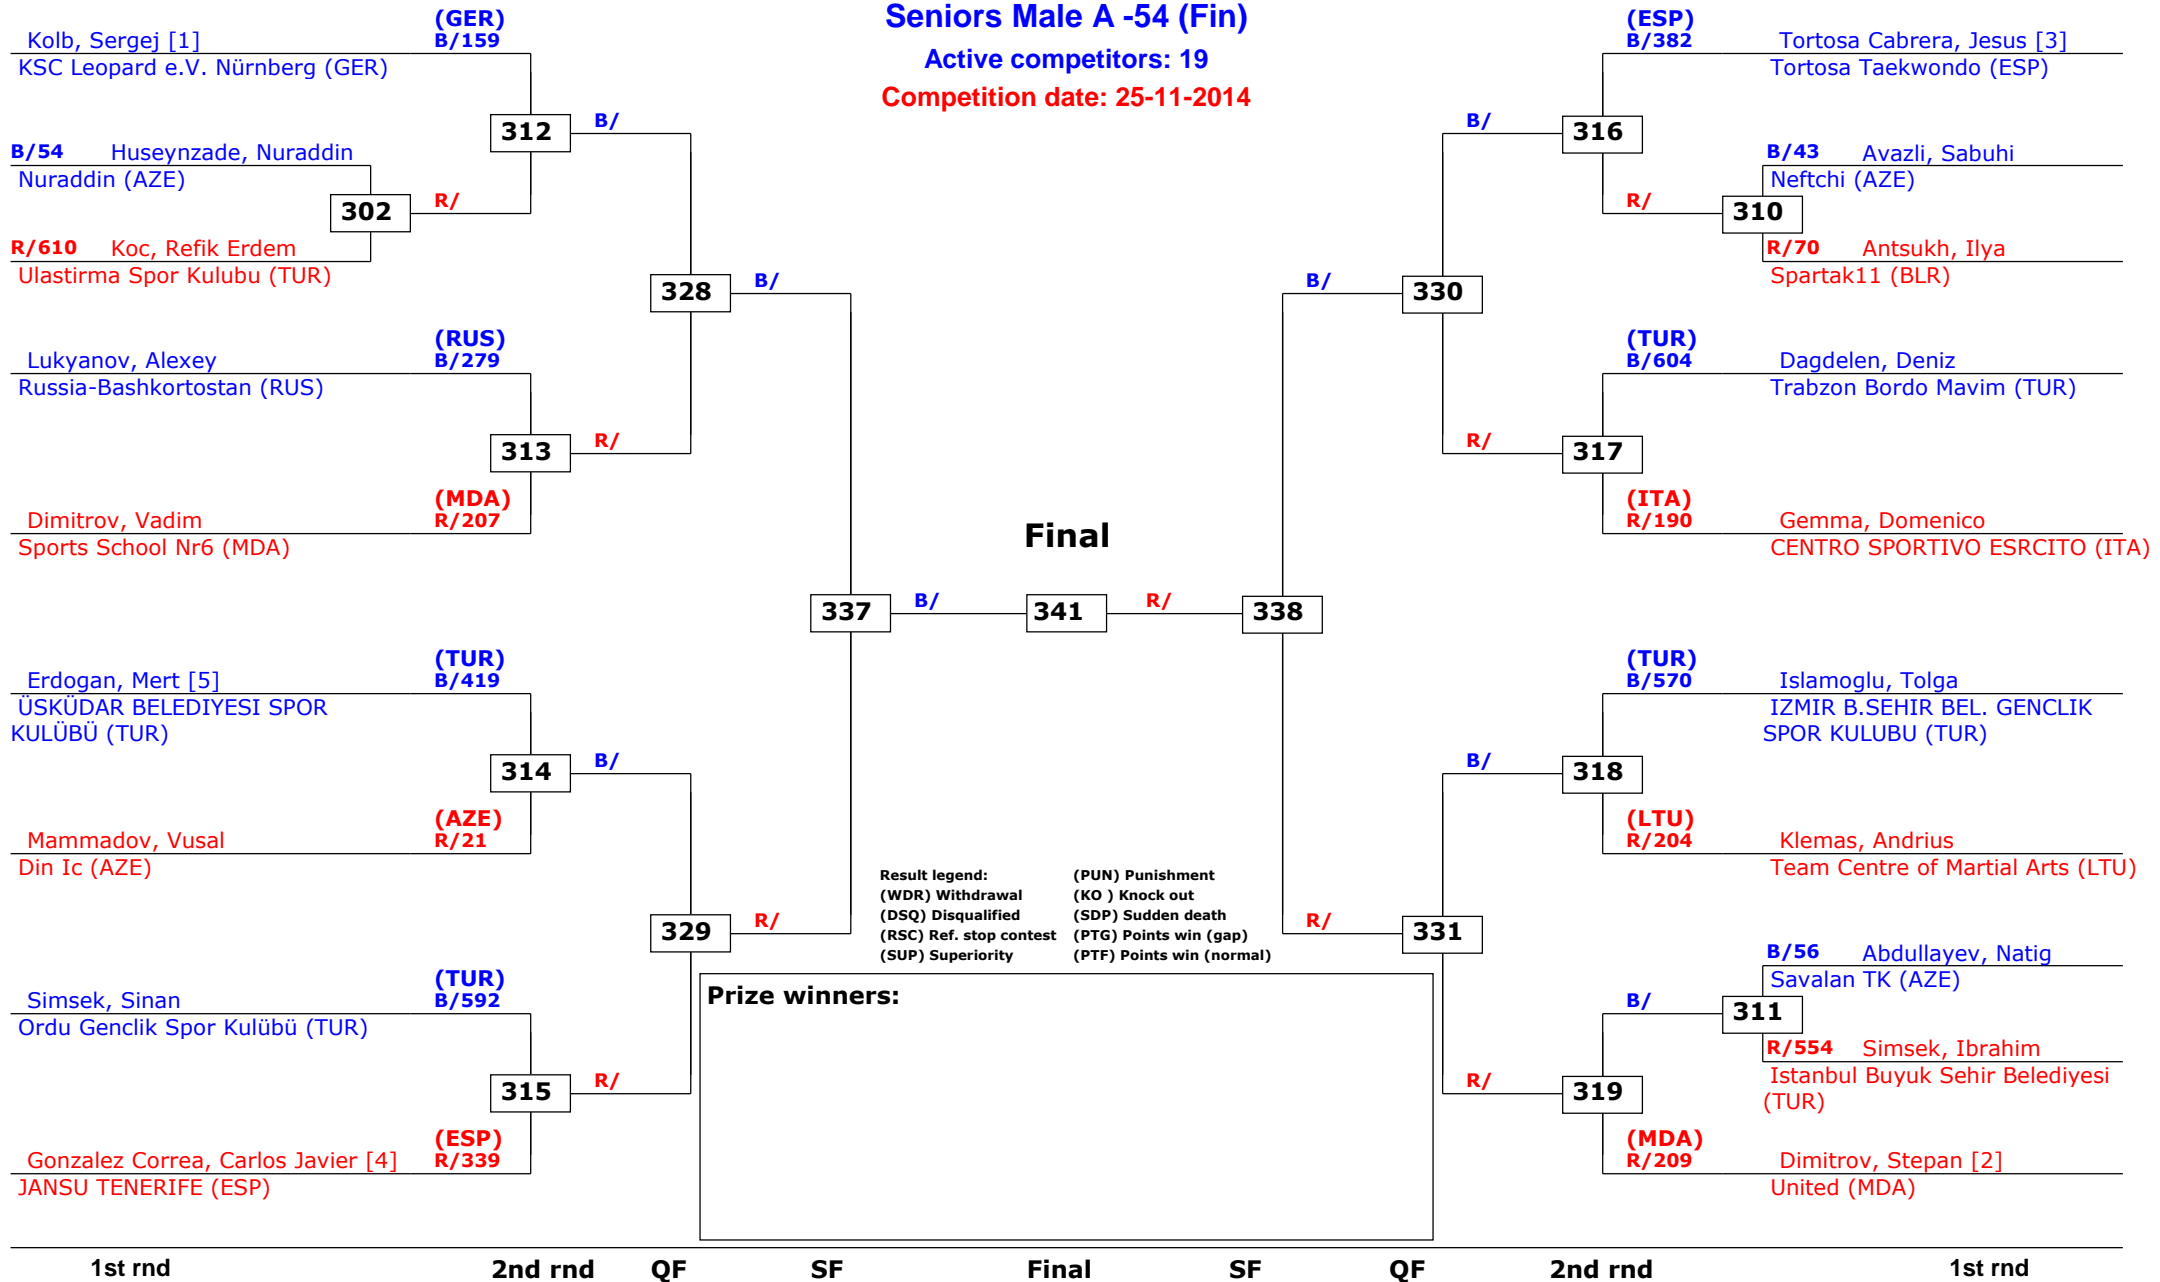 Seniors Male A -54 (Fin)
Active competitors: 19
Competition date: 25-11-2014
(GER)
Kolb, Sergej [1] B/159
KSC Leopard e.V. Nürnberg (GER)
312 B/
B/54 Huseynzade, Nuraddin
Nuraddin (AZE)
302 R/
R/610 Koc, Refik Erdem
Ulastirma Spor Kulubu (TUR)
328 B/
(RUS)
Lukyanov, Alexey B/279
Russia-Bashkortostan (RUS)
313 R/
(MDA)
Dimitrov, Vadim R/207
Sports School Nr6 (MDA)
337 B/
(TUR)
Erdogan, Mert [5] B/419
ÜSKÜDAR BELEDIYESI SPOR
KULÜBÜ (TUR)
314 B/
(AZE)
Mammadov, Vusal R/21
Din Ic (AZE)
329 R/
(TUR)
Simsek, Sinan B/592
Ordu Genclik Spor Kulübü (TUR)
315 R/
(ESP)
Gonzalez Correa, Carlos Javier [4] R/339
JANSU TENERIFE (ESP)
Final
341
(ESP)
B/382 Tortosa Cabrera, Jesus [3]
Tortosa Taekwondo (ESP)
B/ 316
B/43 Avazli, Sabuhi
Neftchi (AZE)
R/ 310
R/70 Antsukh, Ilya
Spartak11 (BLR)
B/ 330
(TUR)
B/604 Dagdelen, Deniz
Trabzon Bordo Mavim (TUR)
R/ 317
(ITA)
R/190 Gemma, Domenico
CENTRO SPORTIVO ESRCITO (ITA)
R/ 338
(TUR)
B/570 Islamoglu, Tolga
IZMIR B.SEHIR BEL. GENCLIK
SPOR KULUBU (TUR)
B/ 318
(LTU)
R/204 Klemas, Andrius
Team Centre of Martial Arts (LTU)
R/ 331
B/56 Abdullayev, Natig
Savalan TK (AZE)
B/ 311
R/554 Simsek, Ibrahim
Istanbul Buyuk Sehir Belediyesi
(TUR)
R/ 319
(MDA)
R/209 Dimitrov, Stepan [2]
United (MDA)
Result legend: (PUN) Punishment
(WDR) Withdrawal (KO ) Knock out
(DSQ) Disqualified (SDP) Sudden death
(RSC) Ref. stop contest (PTG) Points win (gap)
(SUP) Superiority (PTF) Points win (normal)
Prize winners:
1st rnd 2nd rnd QF SF Final SF QF 2nd rnd 1st rnd